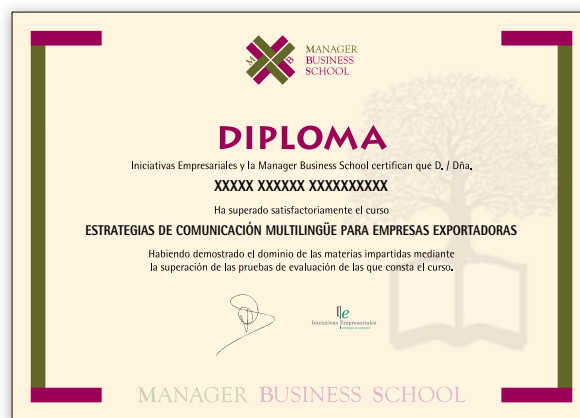 M B
MANAGER
BUSINESS
SCHOOL
DIPLOMA
Iniciativas Empresariales y la Manager Business School certifican que D. / Dña.
XXXXX XXXXXX XXXXXXXXXX
Ha superado satisfactoriamente el curso
ESTRATEGIAS DE COMUNICACIÓN MULTILINGÜE PARA EMPRESAS EXPORTADORAS
Habiendo demostrado el dominio de las materias impartidas mediante
la superación de las pruebas de evaluación de las que consta el curso.
Iniciativas Empresariales
MANAGER BUSINESS SCHOOL